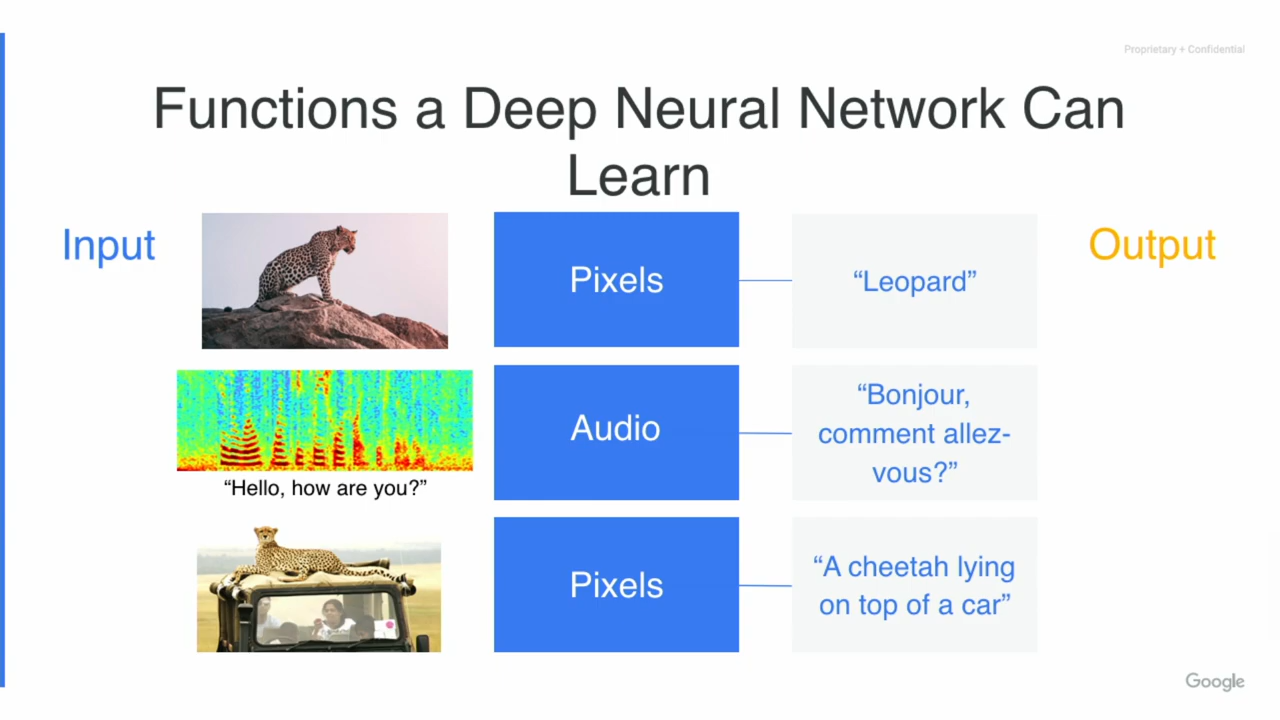 Proprietary + Confidential
Functions a Deep Neural Network Can
Learn
Input
Output
Pixels
“Leopard”
Audio
“Bonjour,
comment allez-
vous?”
“Hello, how are you?”
Pixels
“A cheetah lying
on top of a car”
Google